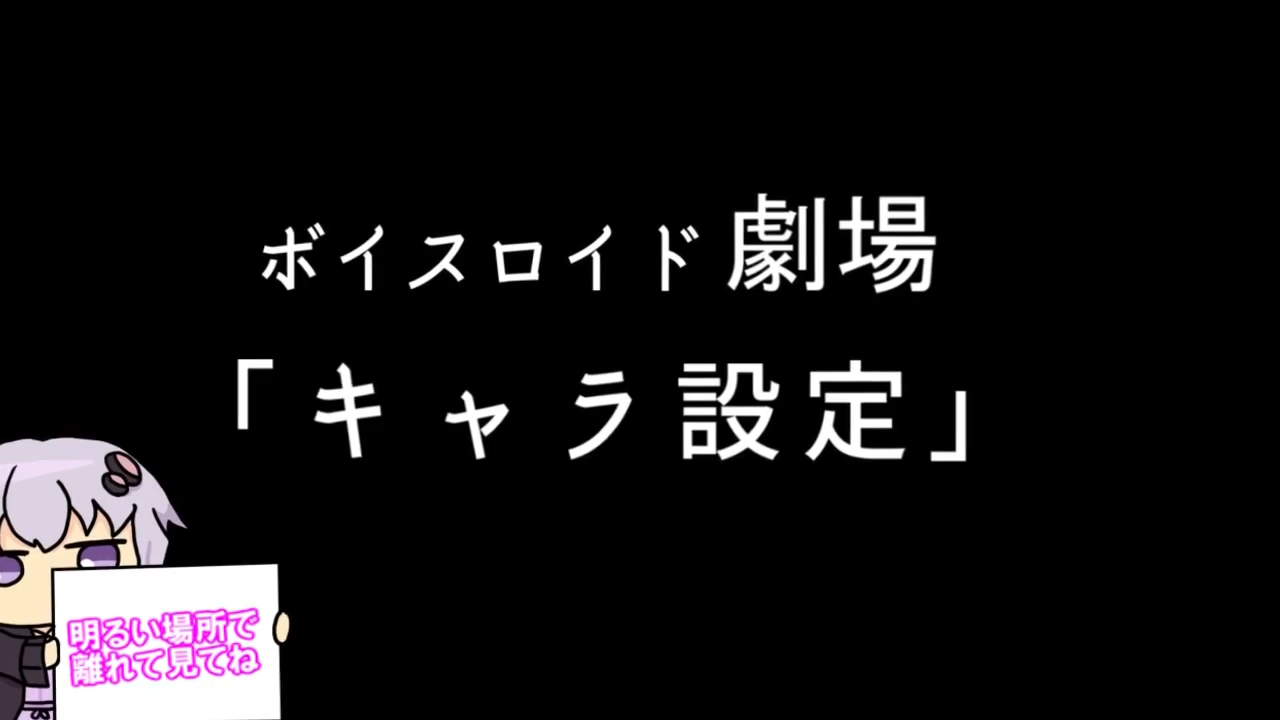 ボイスロイド劇場
「キャラ設定」
明るい場所で
離れて見てね